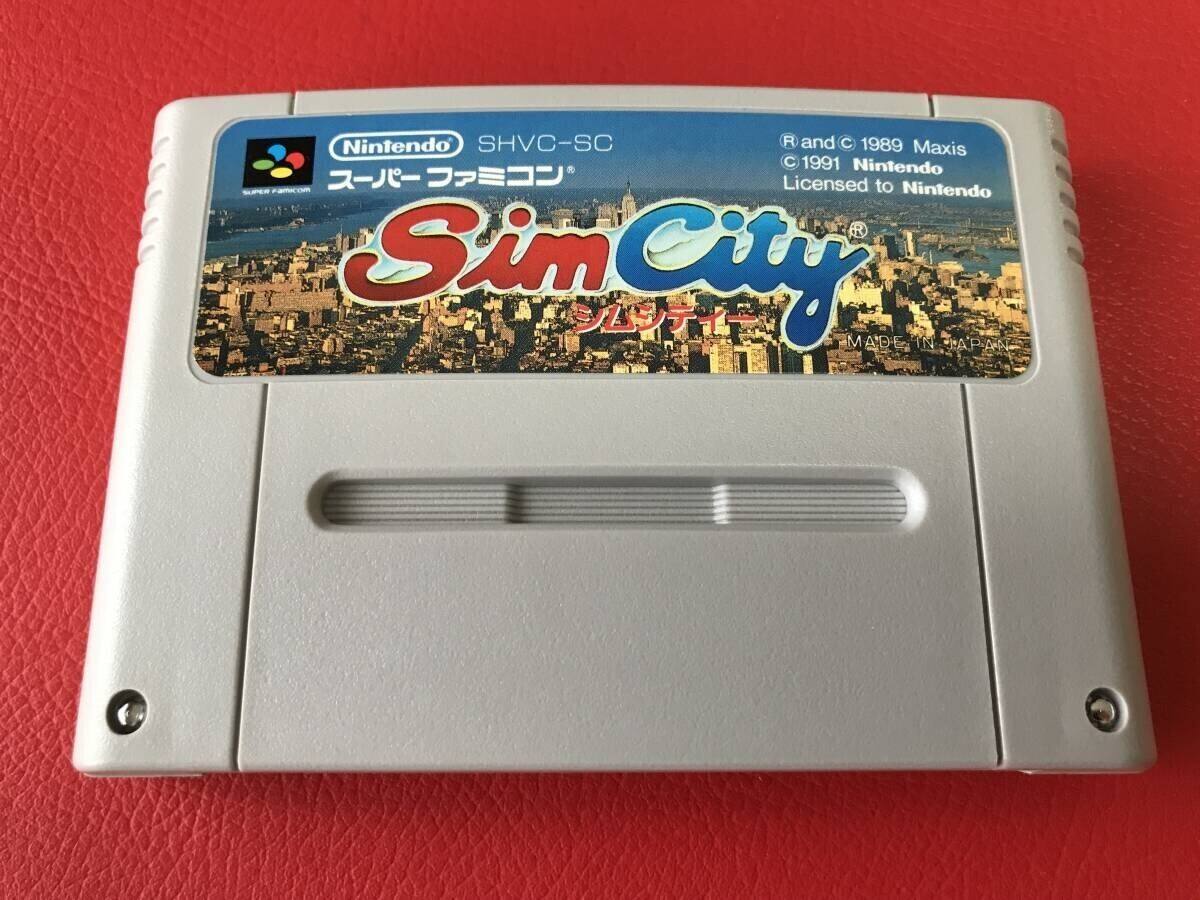 SUPER FAMICOM
Nintendo SHVC-SC
スーパーファミコン®
® and © 1989 Maxis
© 1991 Nintendo
Licensed to Nintendo
SimCity®
シムシティー
MADE IN JAPAN